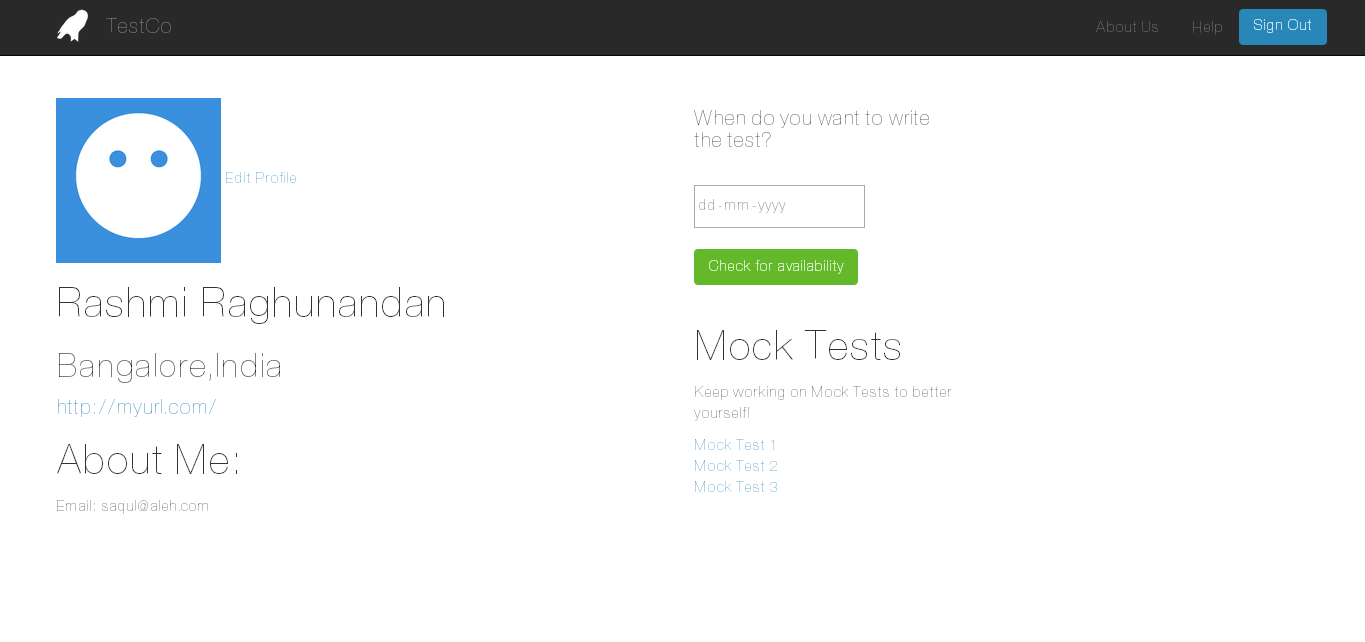 TestCo
About Us
Help
Sign Out
Edit Profile
Rashmi Raghunandan
Bangalore,India
http://myurl.com/
About Me:
Email: saqul@aleh.com
When do you want to write
the test?
dd-mm-yyyy
Check for availability
Mock Tests
Keep working on Mock Tests to better
yourself!
Mock Test 1
Mock Test 2
Mock Test 3